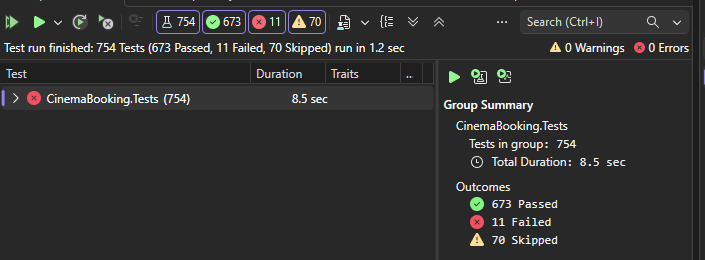 754 673 11 70 Search (Ctrl+I)
Test run finished: 754 Tests (673 Passed, 11 Failed, 70 Skipped) run in 1.2 sec
0 Warnings 0 Errors
Test Duration Traits ...
CinemaBooking.Tests (754) 8.5 sec
Group Summary
CinemaBooking.Tests
Tests in group: 754
Total Duration: 8.5 sec
Outcomes
673 Passed
11 Failed
70 Skipped